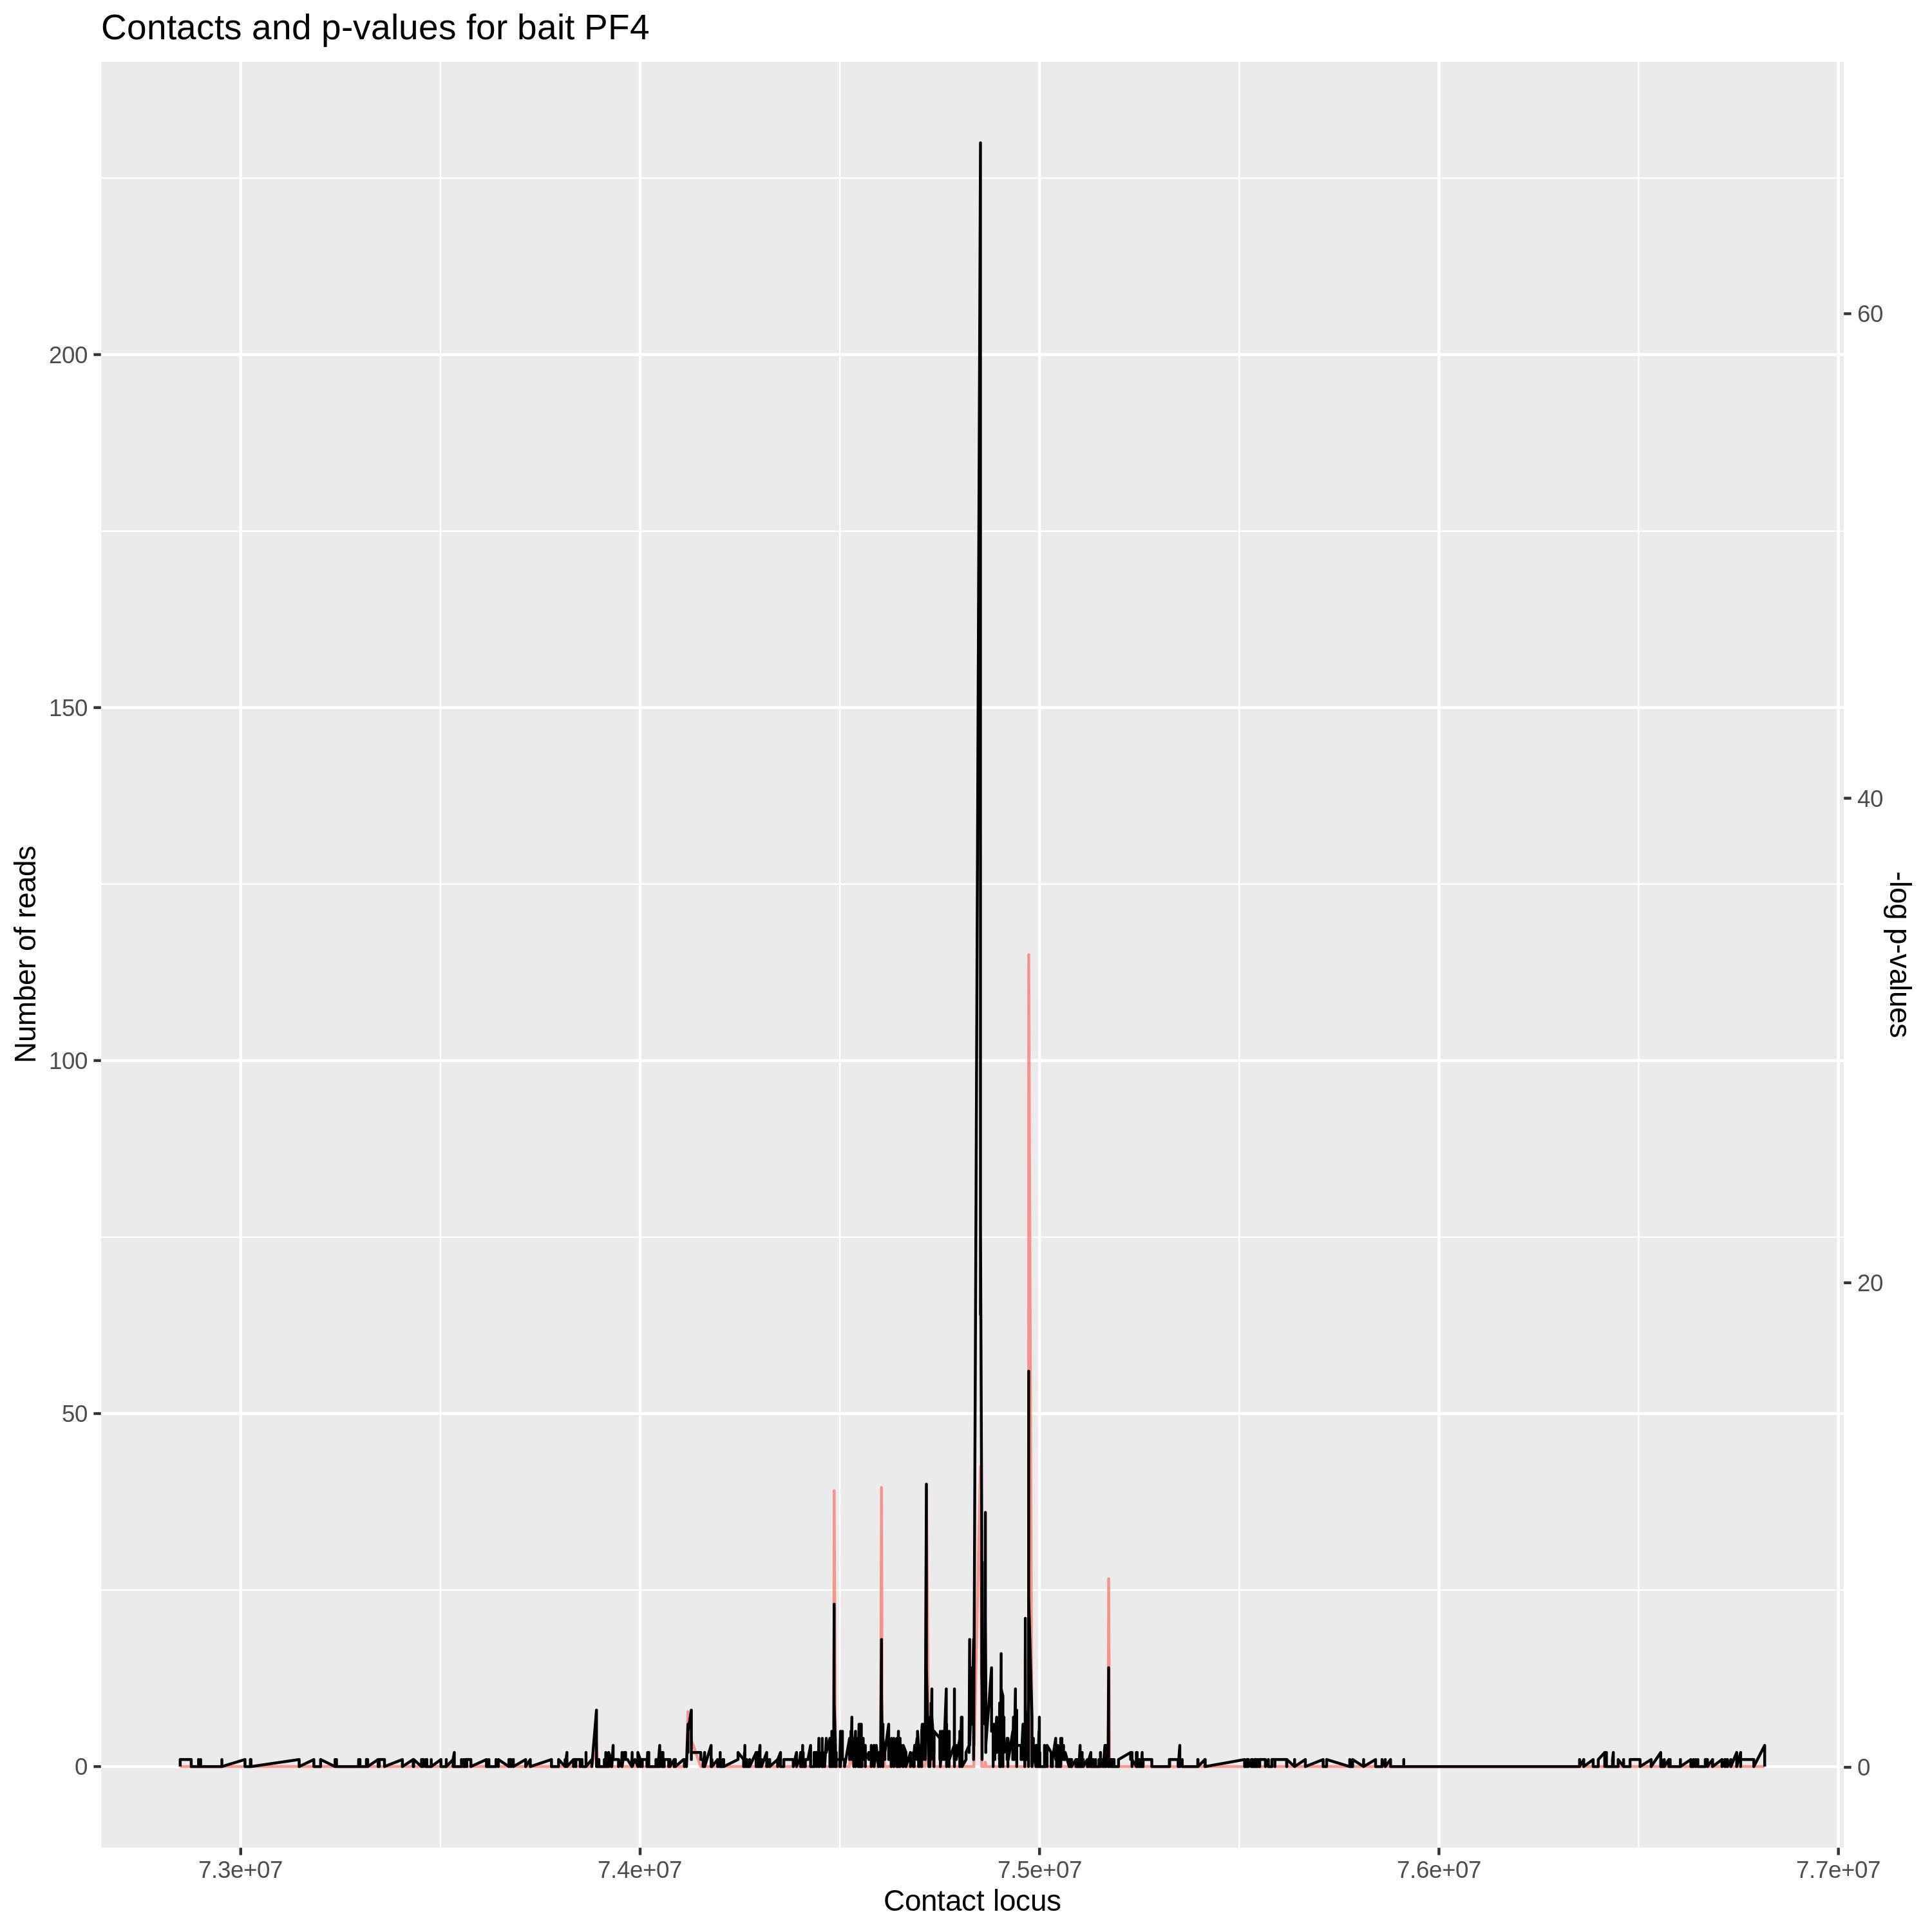 Contacts and p-values for bait PF4
Number of reads
200
150
100
50
0
60
40
20
0
-log p-values
7.3e+07
7.4e+07
7.5e+07
7.6e+07
7.7e+07
Contact locus